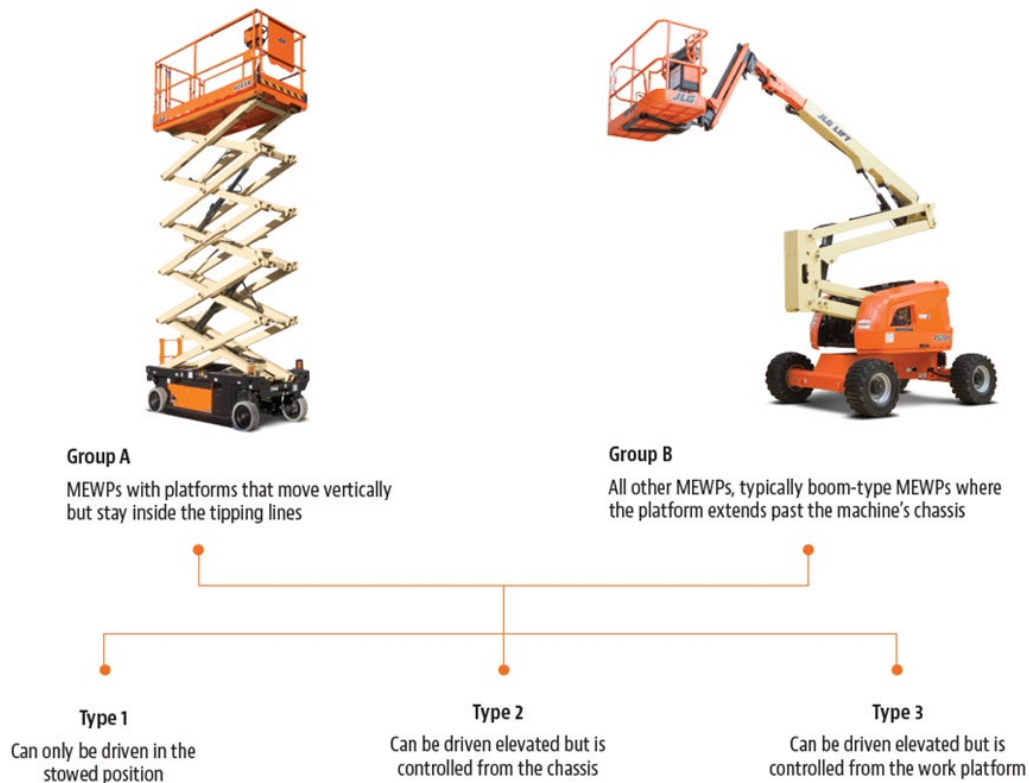 JLG
JLG LIFT
Group A
MEWPs with platforms that move vertically
but stay inside the tipping lines
Group B
All other MEWPs, typically boom-type MEWPs where
the platform extends past the machine's chassis
Type 1
Can only be driven in the
stowed position
Type 2
Can be driven elevated but is
controlled from the chassis
Type 3
Can be driven elevated but is
controlled from the work platform